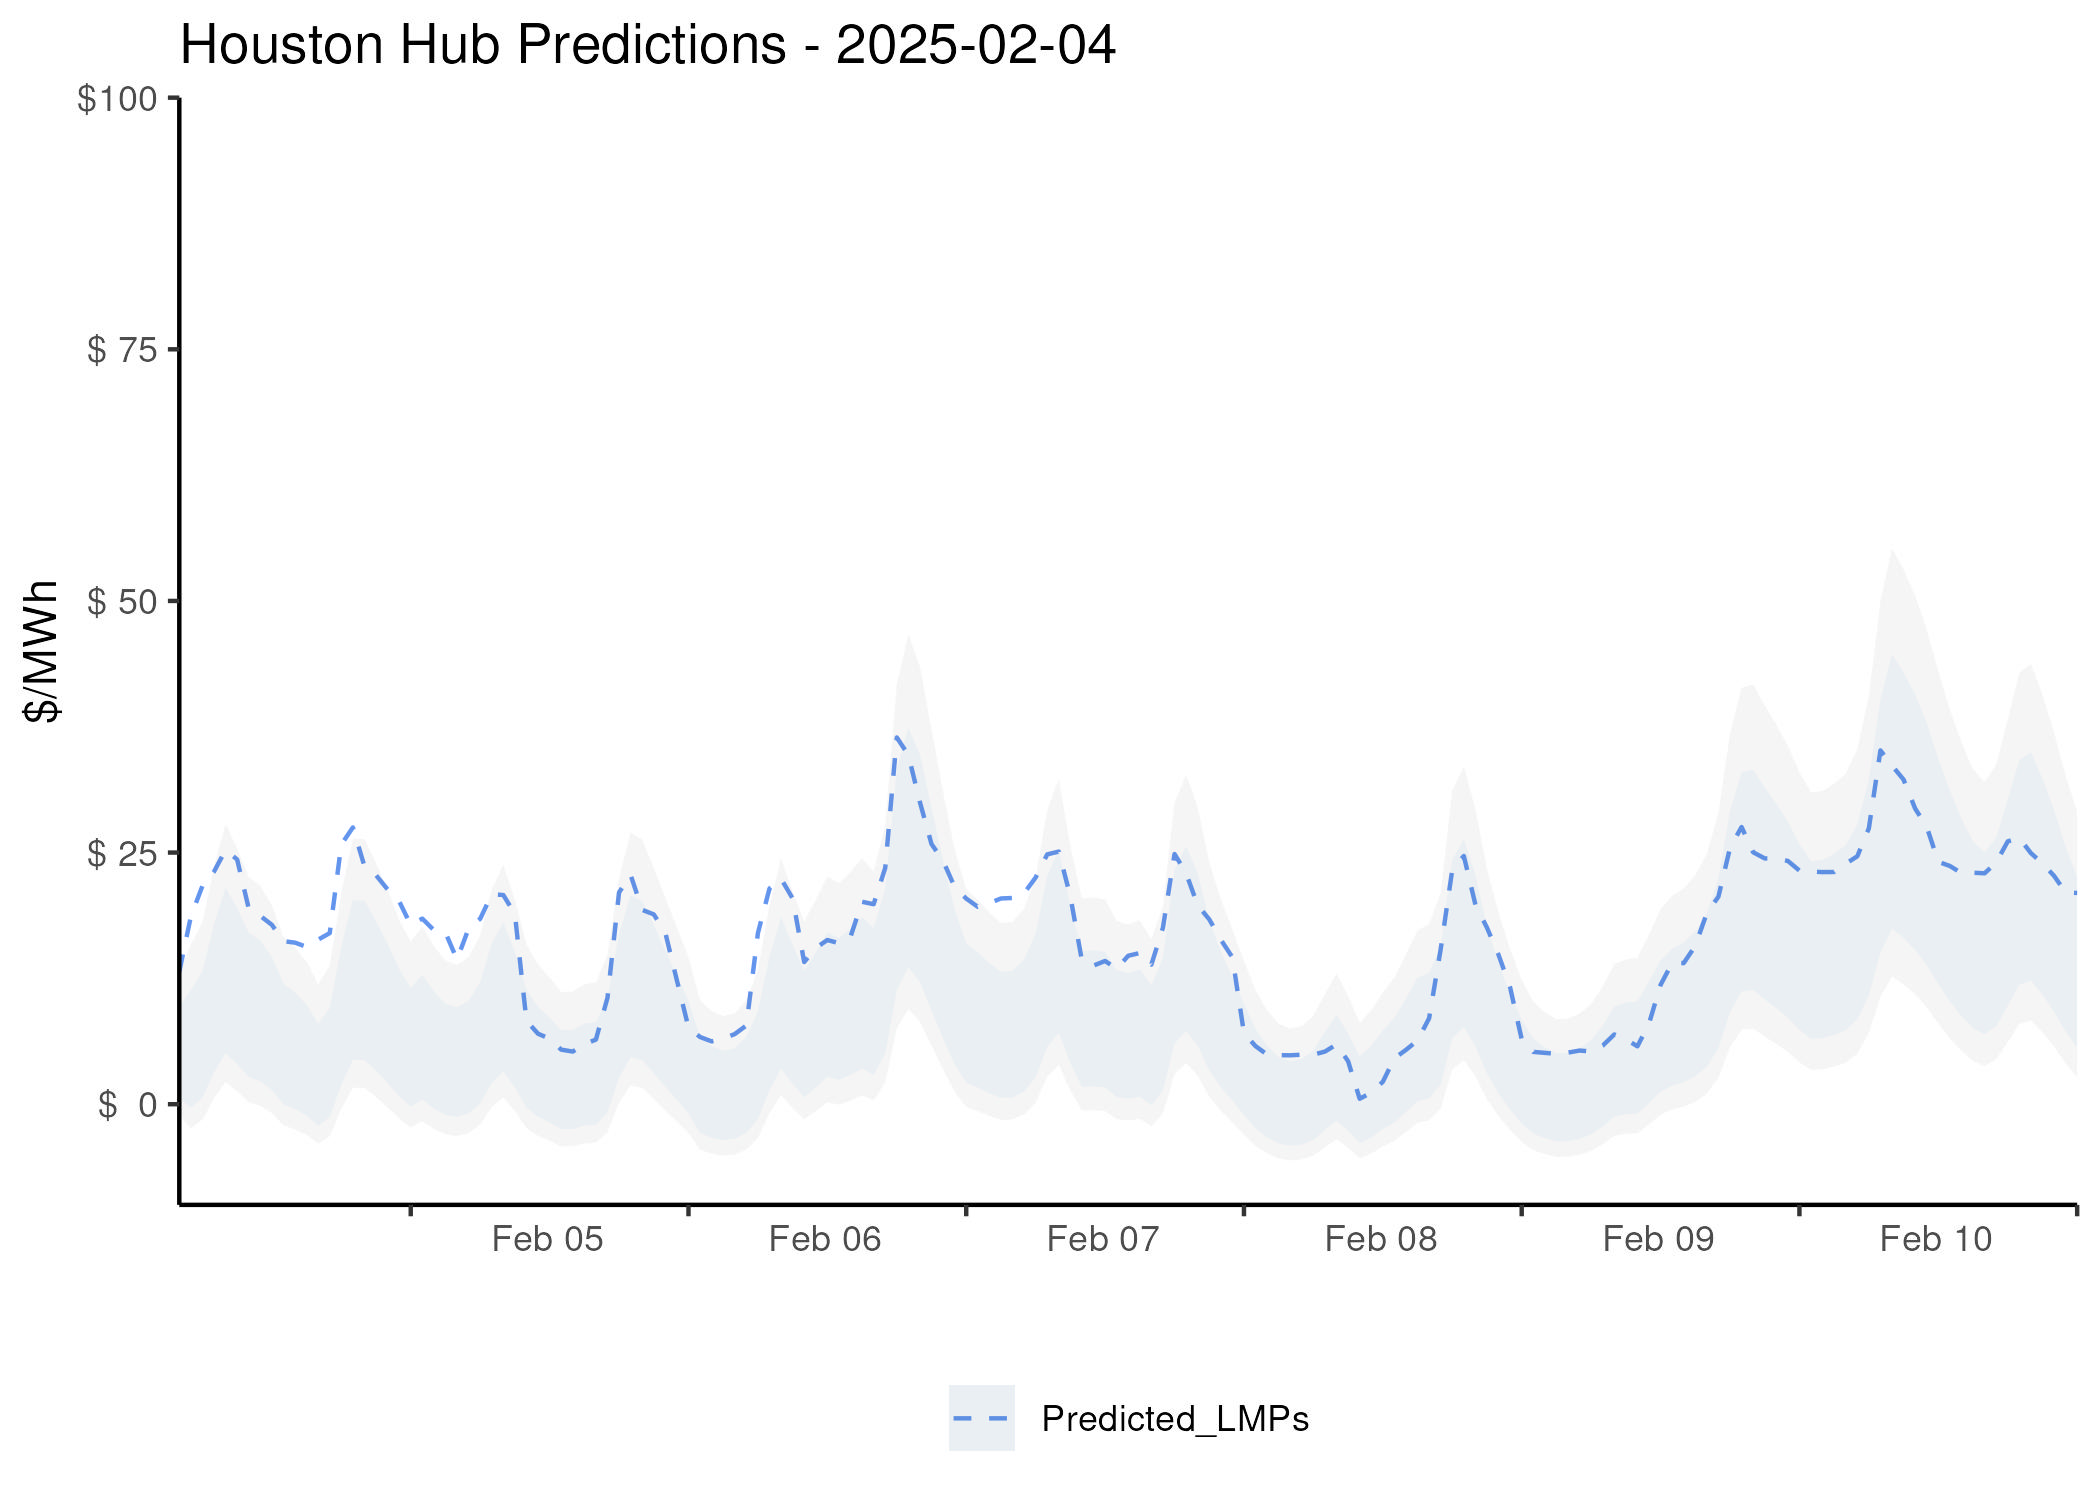 Houston Hub Predictions - 2025-02-04
$100
$ 75
$ 50
$ 25
$  0
$/MWh
Feb 05 Feb 06 Feb 07 Feb 08 Feb 09 Feb 10
Predicted_LMPs